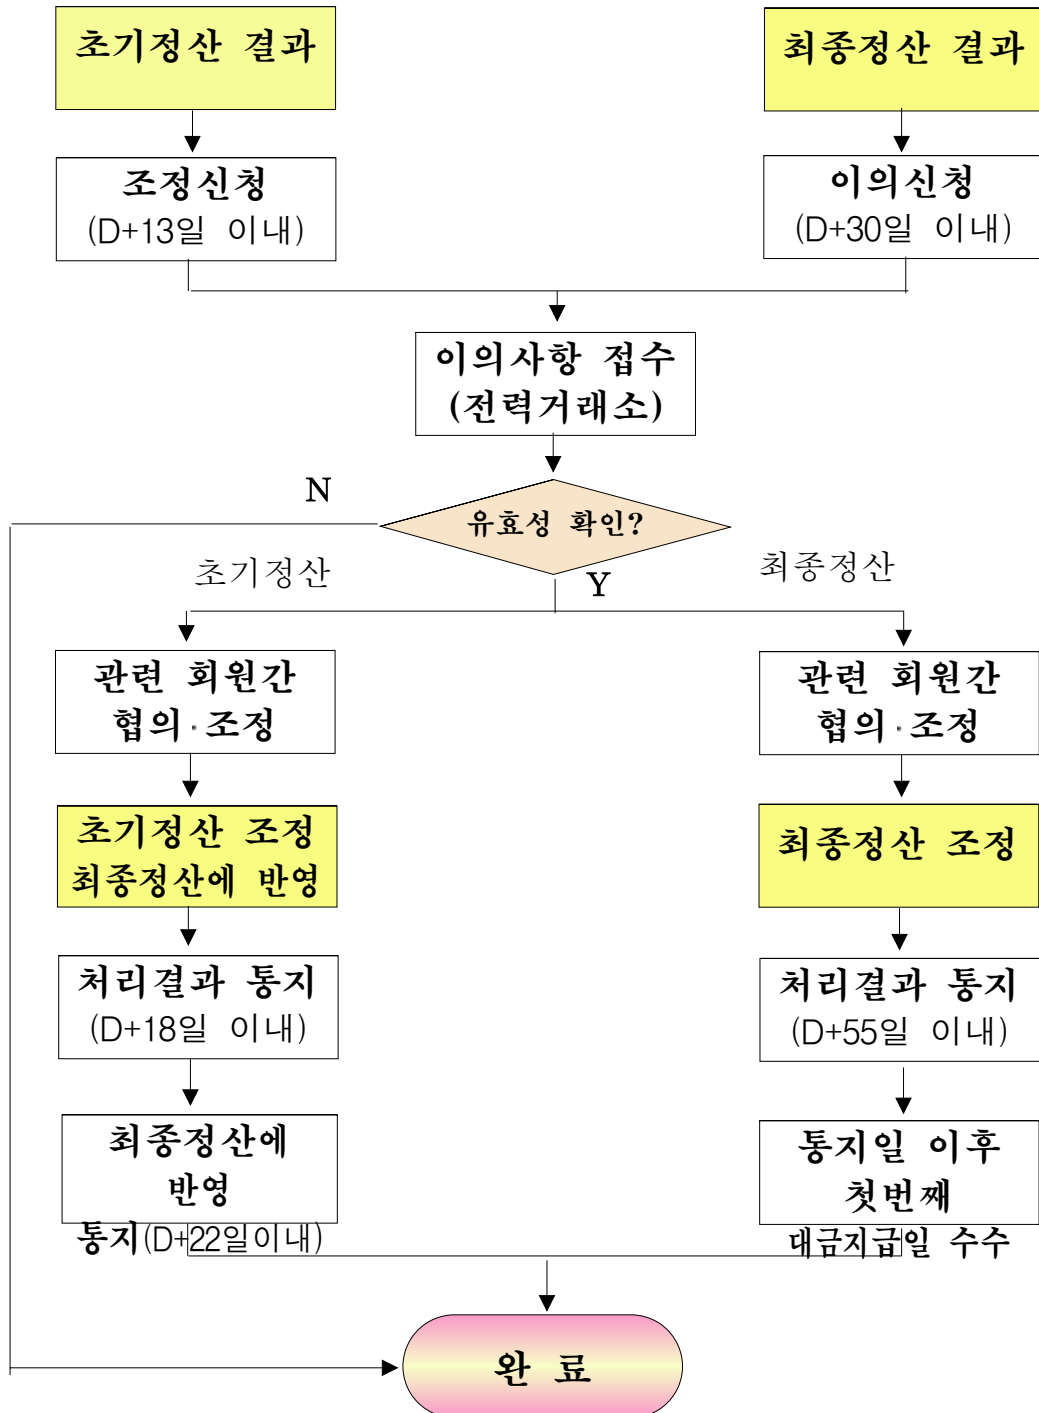 초기정산 결과
최종정산 결과
조정신청
(D+13일 이내)
이의신청
(D+30일 이내)
이의사항 접수
(전력거래소)
N
유효성 확인?
초기정산
Y
최종정산
관련 회원간
협의·조정
관련 회원간
협의·조정
초기정산 조정
최종정산에 반영
최종정산 조정
처리결과 통지
(D+18일 이내)
처리결과 통지
(D+55일 이내)
최종정산에
반영
통지(D+22일이내)
통지일 이후
첫번째
대금지급일 수수
완 료